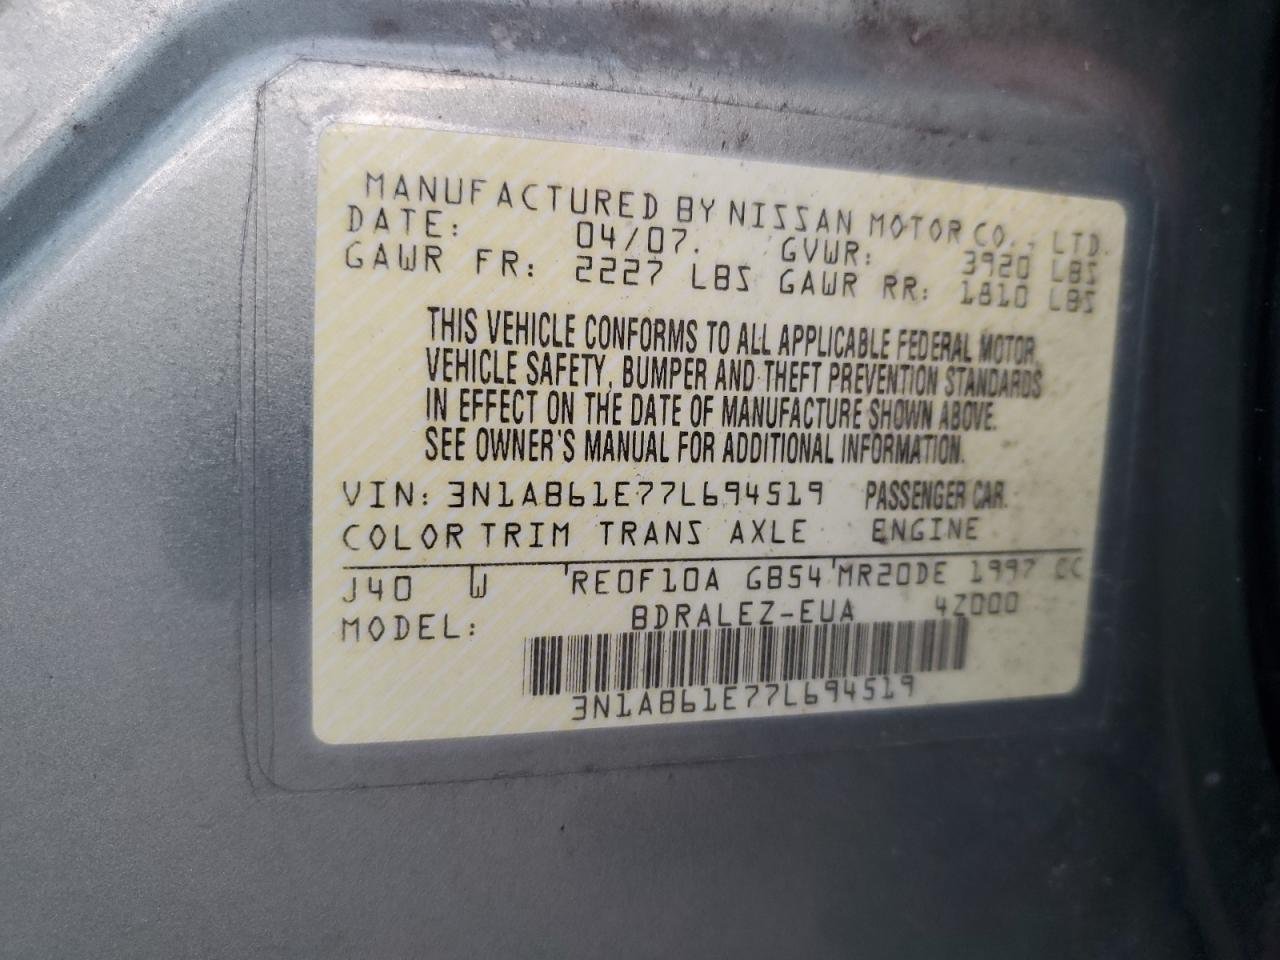 MANUFACTURED BY NISSAN MOTOR CO., LTD.
DATE: 04/07. GVWR: 3920 LBS
GAWR FR: 2227 LBS GAWR RR: 1810 LBS
THIS VEHICLE CONFORMS TO ALL APPLICABLE FEDERAL MOTOR
VEHICLE SAFETY, BUMPER AND THEFT PREVENTION STANDARDS
IN EFFECT ON THE DATE OF MANUFACTURE SHOWN ABOVE.
SEE OWNER'S MANUAL FOR ADDITIONAL INFORMATION.
VIN: 3N1AB61E77L694519 PASSENGER CAR.
COLOR TRIM TRANS AXLE ENGINE
J40 W RE0F10A GB54 MR20DE 1997 CC
MODEL: BDRALEZ-EUA 4Z000
3N1AB61E77L694519